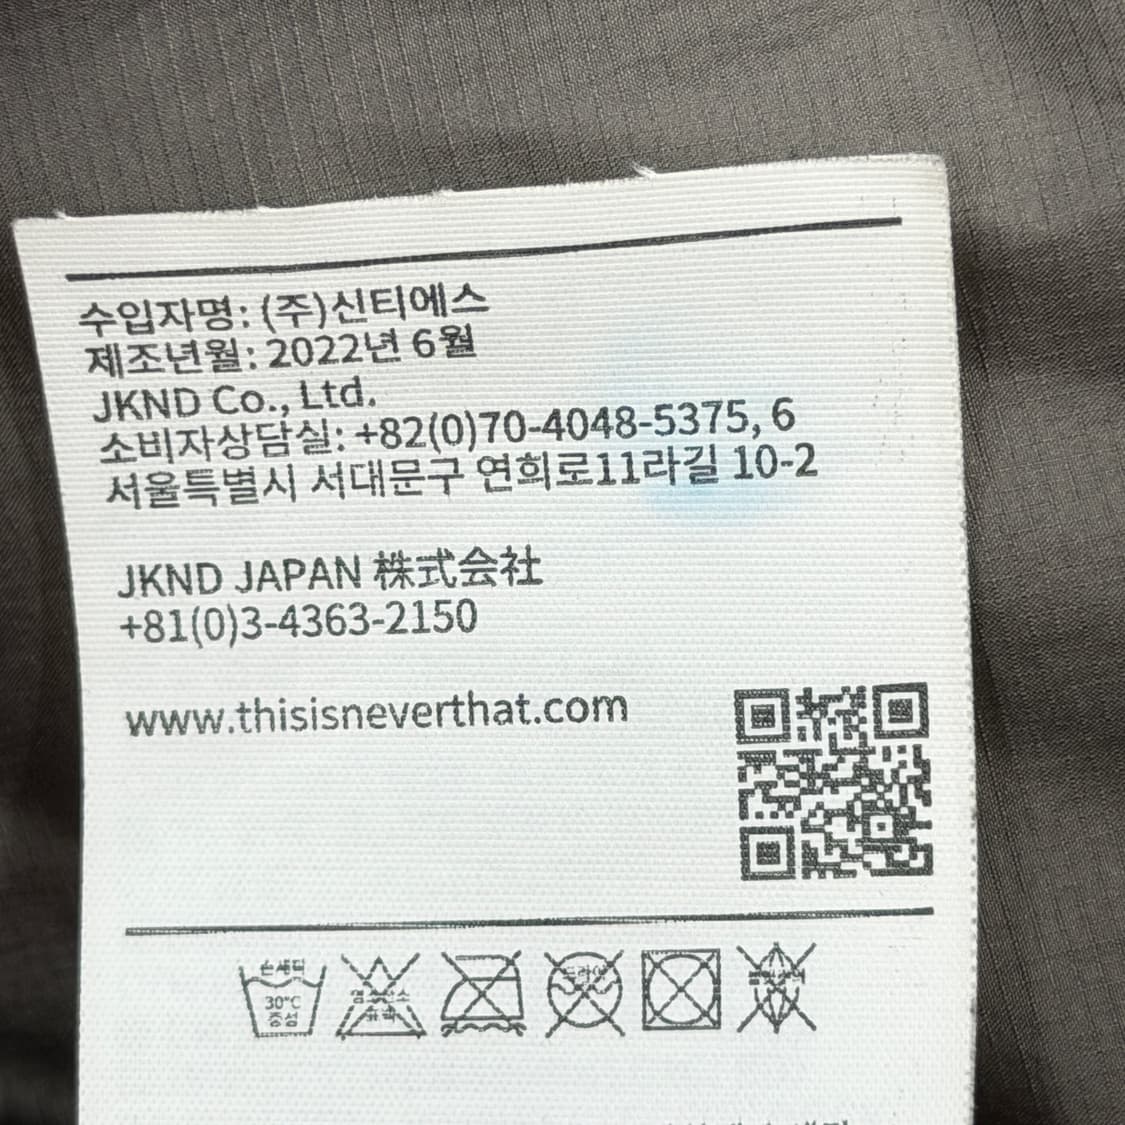 수입자명: (주)신티에스
제조년월: 2022년 6월
JKND Co., Ltd.
소비자상담실: +82(0)70-4048-5375, 6
서울특별시 서대문구 연희로11라길 10-2
JKND JAPAN 株式会社
+81(0)3-4363-2150
www.thisisneverthat.com
손세탁
30°C
중성
드라이